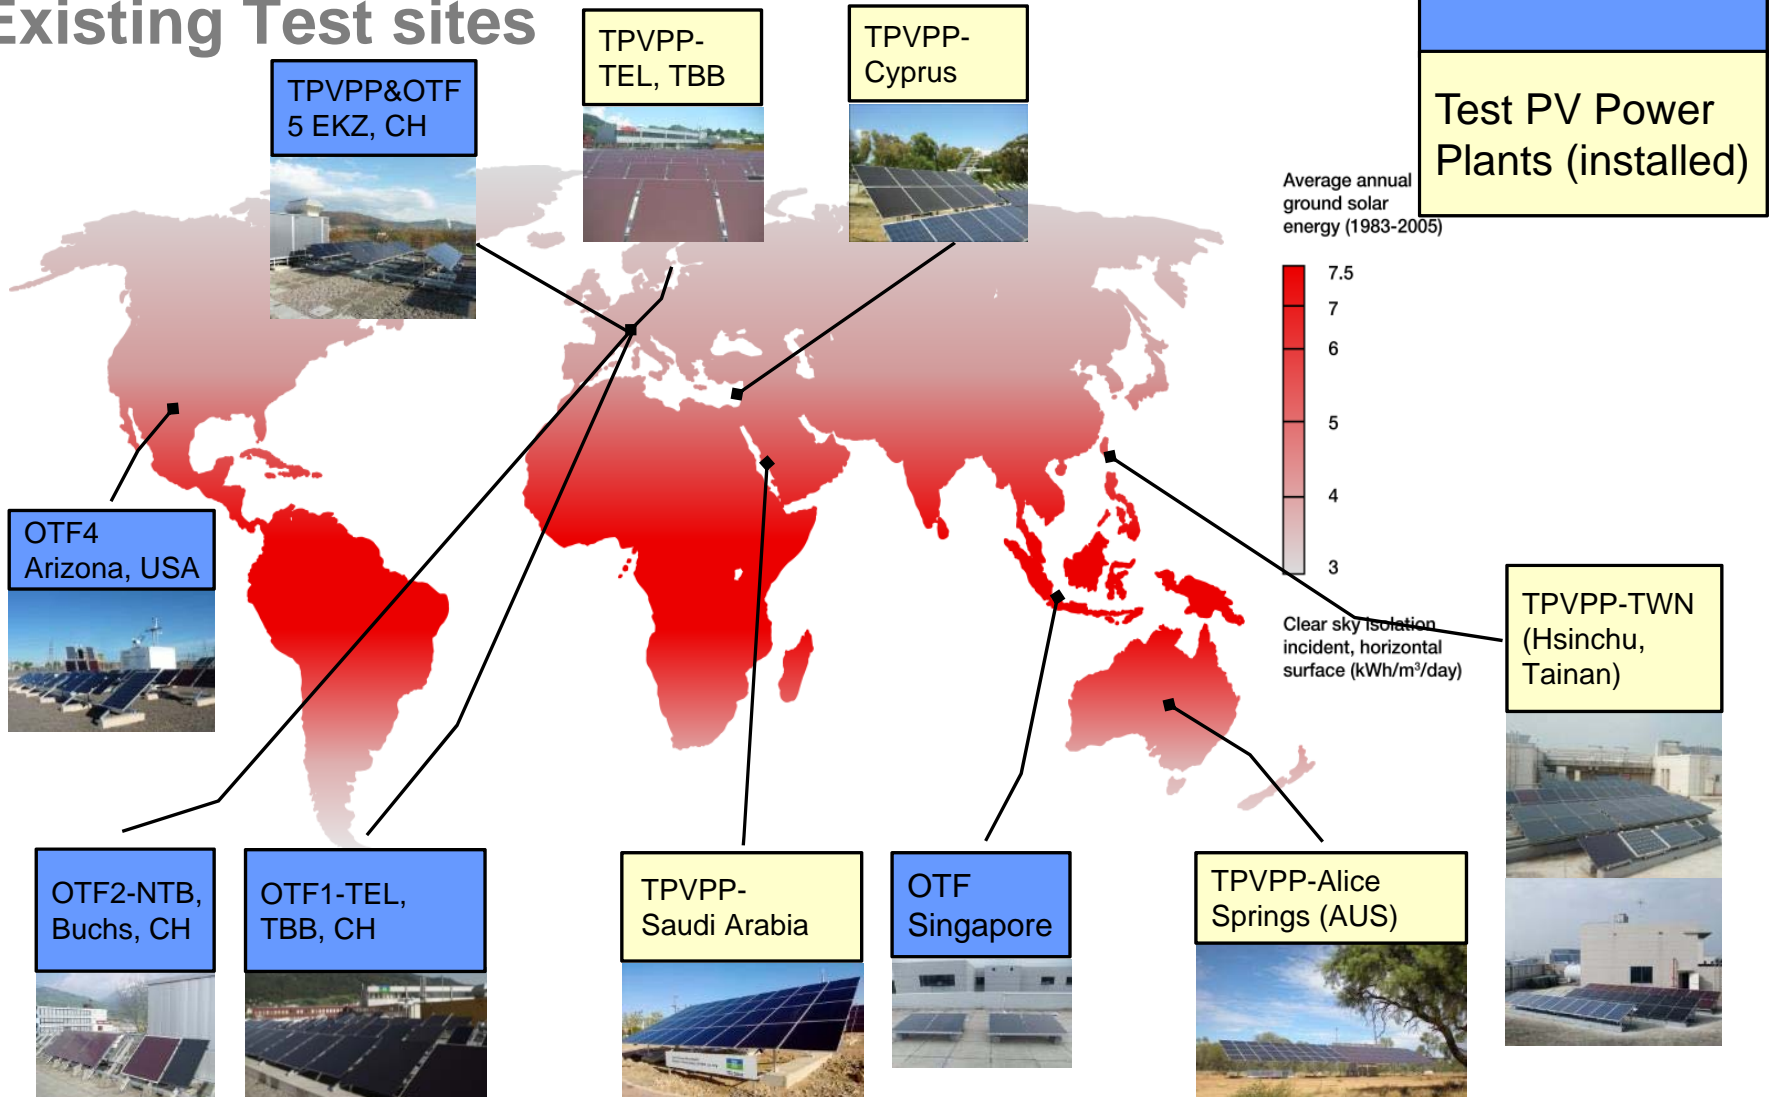 Existing Test sites
TPVPP&OTF
5 EKZ, CH
TPVPP-
TEL, TBB
TPVPP-
Cyprus
Test PV Power
Plants (installed)
Average annual
ground solar
energy (1983-2005)
7.5
7
6
5
4
3
Clear sky isolation
incident, horizontal
surface (kWh/m³/day)
OTF4
Arizona, USA
TPVPP-TWN
(Hsinchu,
Tainan)
OTF2-NTB,
Buchs, CH
OTF1-TEL,
TBB, CH
TPVPP-
Saudi Arabia
OTF
Singapore
TPVPP-Alice
Springs (AUS)